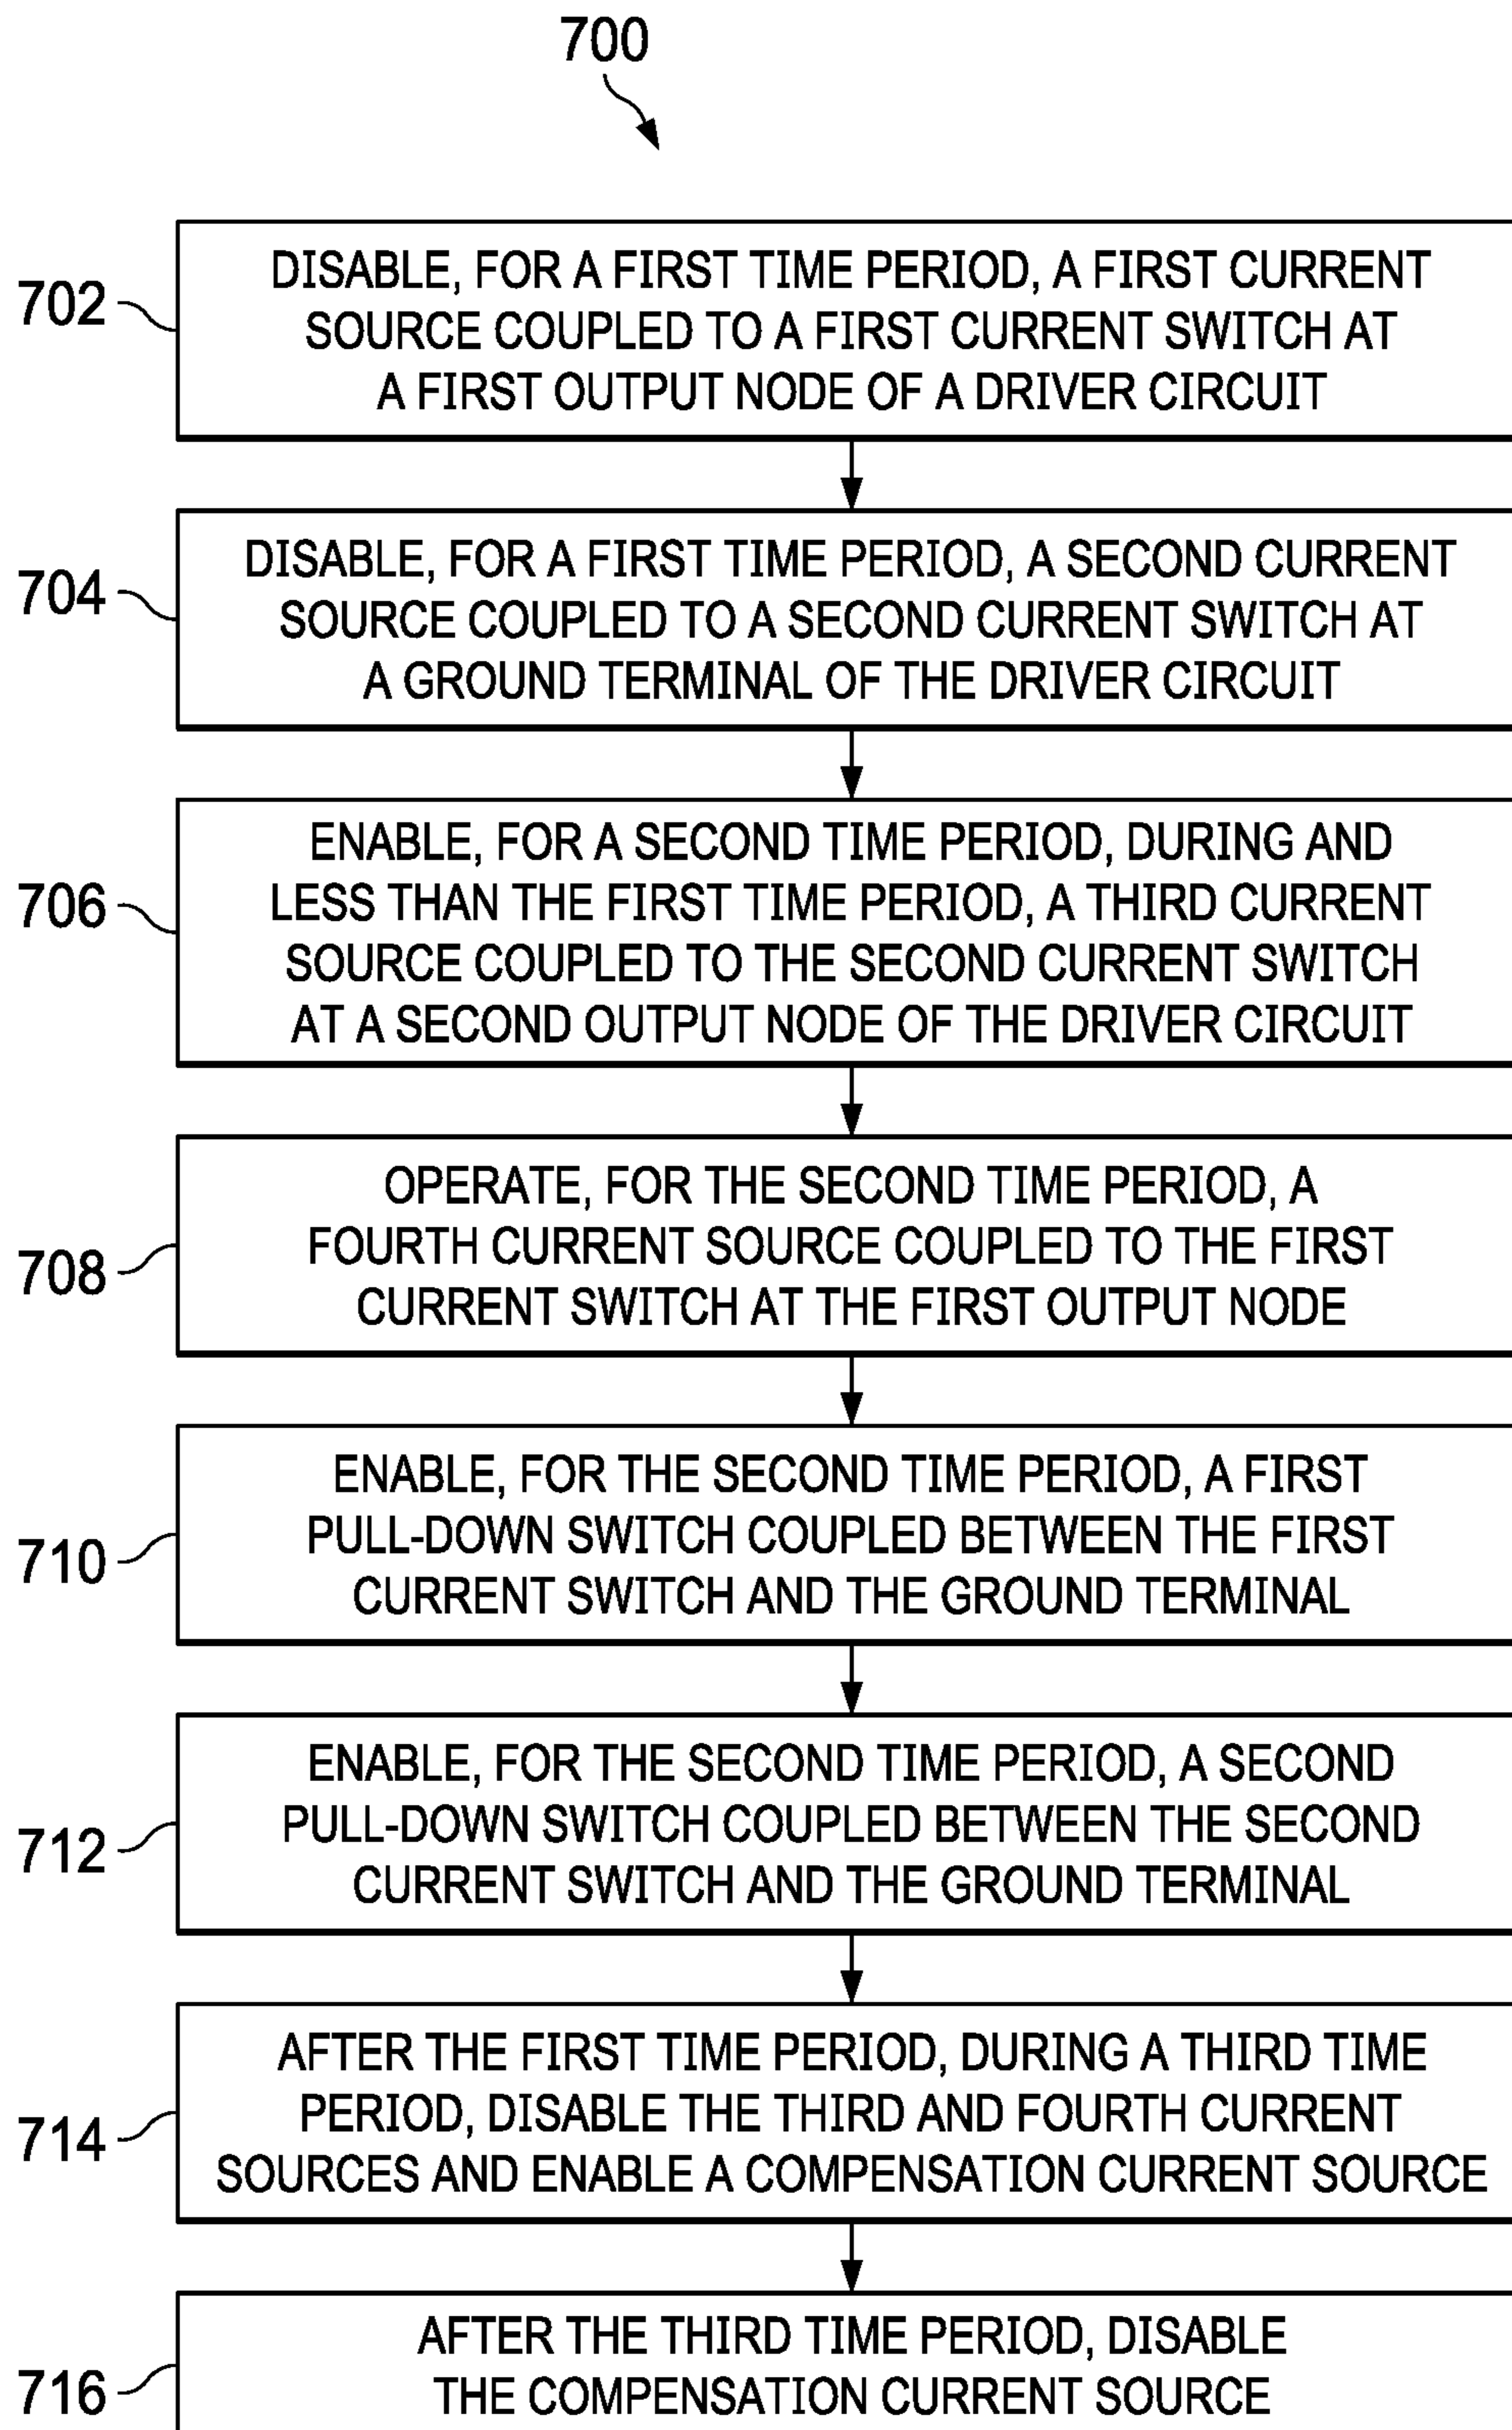 700
702
DISABLE, FOR A FIRST TIME PERIOD, A FIRST CURRENT
SOURCE COUPLED TO A FIRST CURRENT SWITCH AT
A FIRST OUTPUT NODE OF A DRIVER CIRCUIT
704
DISABLE, FOR A FIRST TIME PERIOD, A SECOND CURRENT
SOURCE COUPLED TO A SECOND CURRENT SWITCH AT
A GROUND TERMINAL OF THE DRIVER CIRCUIT
706
ENABLE, FOR A SECOND TIME PERIOD, DURING AND
LESS THAN THE FIRST TIME PERIOD, A THIRD CURRENT
SOURCE COUPLED TO THE SECOND CURRENT SWITCH
AT A SECOND OUTPUT NODE OF THE DRIVER CIRCUIT
708
OPERATE, FOR THE SECOND TIME PERIOD, A
FOURTH CURRENT SOURCE COUPLED TO THE FIRST
CURRENT SWITCH AT THE FIRST OUTPUT NODE
710
ENABLE, FOR THE SECOND TIME PERIOD, A FIRST
PULL-DOWN SWITCH COUPLED BETWEEN THE FIRST
CURRENT SWITCH AND THE GROUND TERMINAL
712
ENABLE, FOR THE SECOND TIME PERIOD, A SECOND
PULL-DOWN SWITCH COUPLED BETWEEN THE SECOND
CURRENT SWITCH AND THE GROUND TERMINAL
714
AFTER THE FIRST TIME PERIOD, DURING A THIRD TIME
PERIOD, DISABLE THE THIRD AND FOURTH CURRENT
SOURCES AND ENABLE A COMPENSATION CURRENT SOURCE
716
AFTER THE THIRD TIME PERIOD, DISABLE
THE COMPENSATION CURRENT SOURCE